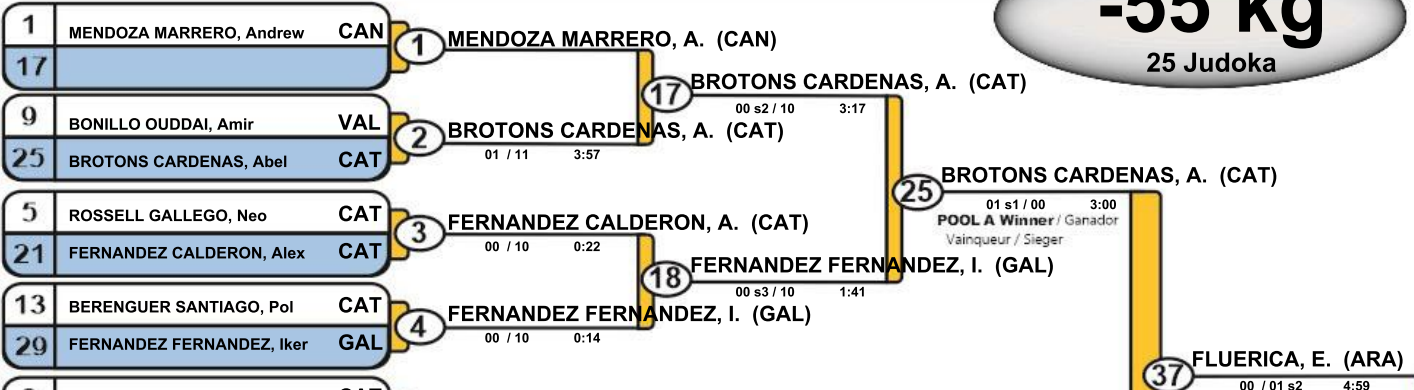 -55 kg
25 Judoka
1 MENDOZA MARRERO, Andrew CAN
17
1
MENDOZA MARRERO, A. (CAN)
9 BONILLO OUDDAI, Amir VAL
25 BROTONS CARDENAS, Abel CAT
2
BROTONS CARDENAS, A. (CAT)
01 / 11 3:57
17
BROTONS CARDENAS, A. (CAT)
00 s2 / 10 3:17
5 ROSSELL GALLEGO, Neo CAT
21 FERNANDEZ CALDERON, Alex CAT
3
FERNANDEZ CALDERON, A. (CAT)
00 / 10 0:22
13 BERENGUER SANTIAGO, Pol CAT
29 FERNANDEZ FERNANDEZ, Iker GAL
4
FERNANDEZ FERNANDEZ, I. (GAL)
00 / 10 0:14
18
FERNANDEZ FERNANDEZ, I. (GAL)
00 s3 / 10 1:41
25
BROTONS CARDENAS, A. (CAT)
01 s1 / 00 3:00
POOL A Winner / Ganador
Vainqueur / Sieger
37
FLUERICA, E. (ARA)
00 / 01 s2 4:59